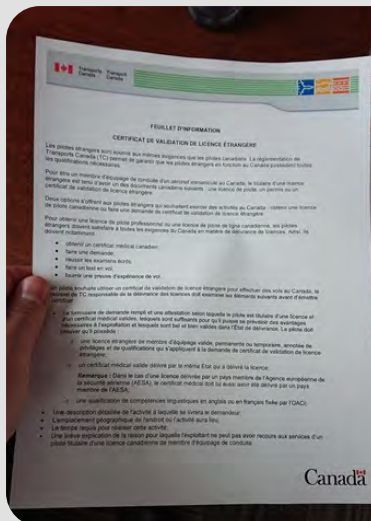 Transports Canada Transport Canada
FEUILLET D'INFORMATION
CERTIFICAT DE VALIDATION DE LICENCE ÉTRANGÈRE
Les pilotes étrangers sont soumis aux mêmes exigences que les pilotes canadiens. La réglementation de
Transports Canada (TC) permet de garantir que les pilotes étrangers en fonction au Canada possèdent toutes
les qualifications nécessaires.
Pour être un membre d'équipage de conduite d'un aéronef immatriculé au Canada, le titulaire d'une licence
étrangère est tenu d'avoir un des documents canadiens suivants : une licence de pilote, un permis ou un
certificat de validation de licence étrangère.
Deux options s'offrent aux pilotes étrangers qui souhaitent exercer des activités au Canada : obtenir une licence
de pilote canadienne ou faire une demande de certificat de validation de licence étrangère.
Pour obtenir une licence de pilote professionnel ou une licence de pilote de ligne canadienne, les pilotes
étrangers doivent satisfaire à toutes les exigences du Canada en matière de délivrance de licences. Ainsi, ils
doivent notamment :
• obtenir un certificat médical canadien;
• faire une demande;
• réussir les examens écrits;
• faire un test en vol;
• fournir une preuve d'expérience de vol.
Si un pilote souhaite utiliser un certificat de validation de licence étrangère pour effectuer des vols au Canada, le
personnel de TC responsable de la délivrance des licences doit examiner les éléments suivants avant d'émettre
certificat :
Le formulaire de demande rempli et une attestation selon laquelle le pilote est titulaire d'une licence et
d'un certificat médical valides, lesquels sont suffisants pour qu'il puisse se prévaloir des avantages
nécessaires à l'exploitation et lesquels sont bel et bien valides dans l'État de délivrance. Le pilote doit
prouver qu'il possède :
o une licence étrangère de membre d'équipage valide, permanente ou temporaire, annotée de
privilèges et de qualifications qui s'appliquent à la demande de certificat de validation de licence
étrangère;
o un certificat médical valide délivré par le même État qui a délivré la licence;
Remarque : Dans le cas d'une licence délivrée par un pays membre de l'Agence européenne de
la sécurité aérienne (AESA), le certificat médical doit lui aussi avoir été délivré par un pays
membre de l'AESA;
o une qualification de compétences linguistiques en anglais ou en français fixée par l'OACI;
• Une description détaillée de l'activité à laquelle se livrera le demandeur;
• L'emplacement géographique de l'endroit où l'activité aura lieu;
• Le temps requis pour réaliser cette activité;
• Une brève explication de la raison pour laquelle l'exploitant ne peut pas avoir recours aux services d'un
pilote titulaire d'une licence canadienne de membre d'équipage de conduite.
Canada